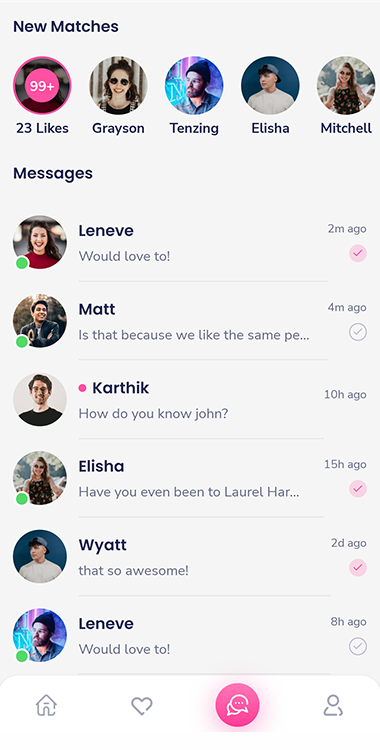 New Matches
99+
23 Likes Grayson Tenzing Elisha Mitchell
Messages
Leneve 2m ago
Would love to!
Matt 4m ago
Is that because we like the same pe...
Karthik 10h ago
How do you know john?
Elisha 15h ago
Have you even been to Laurel Har...
Wyatt 2d ago
that so awesome!
Leneve 8h ago
Would love to!